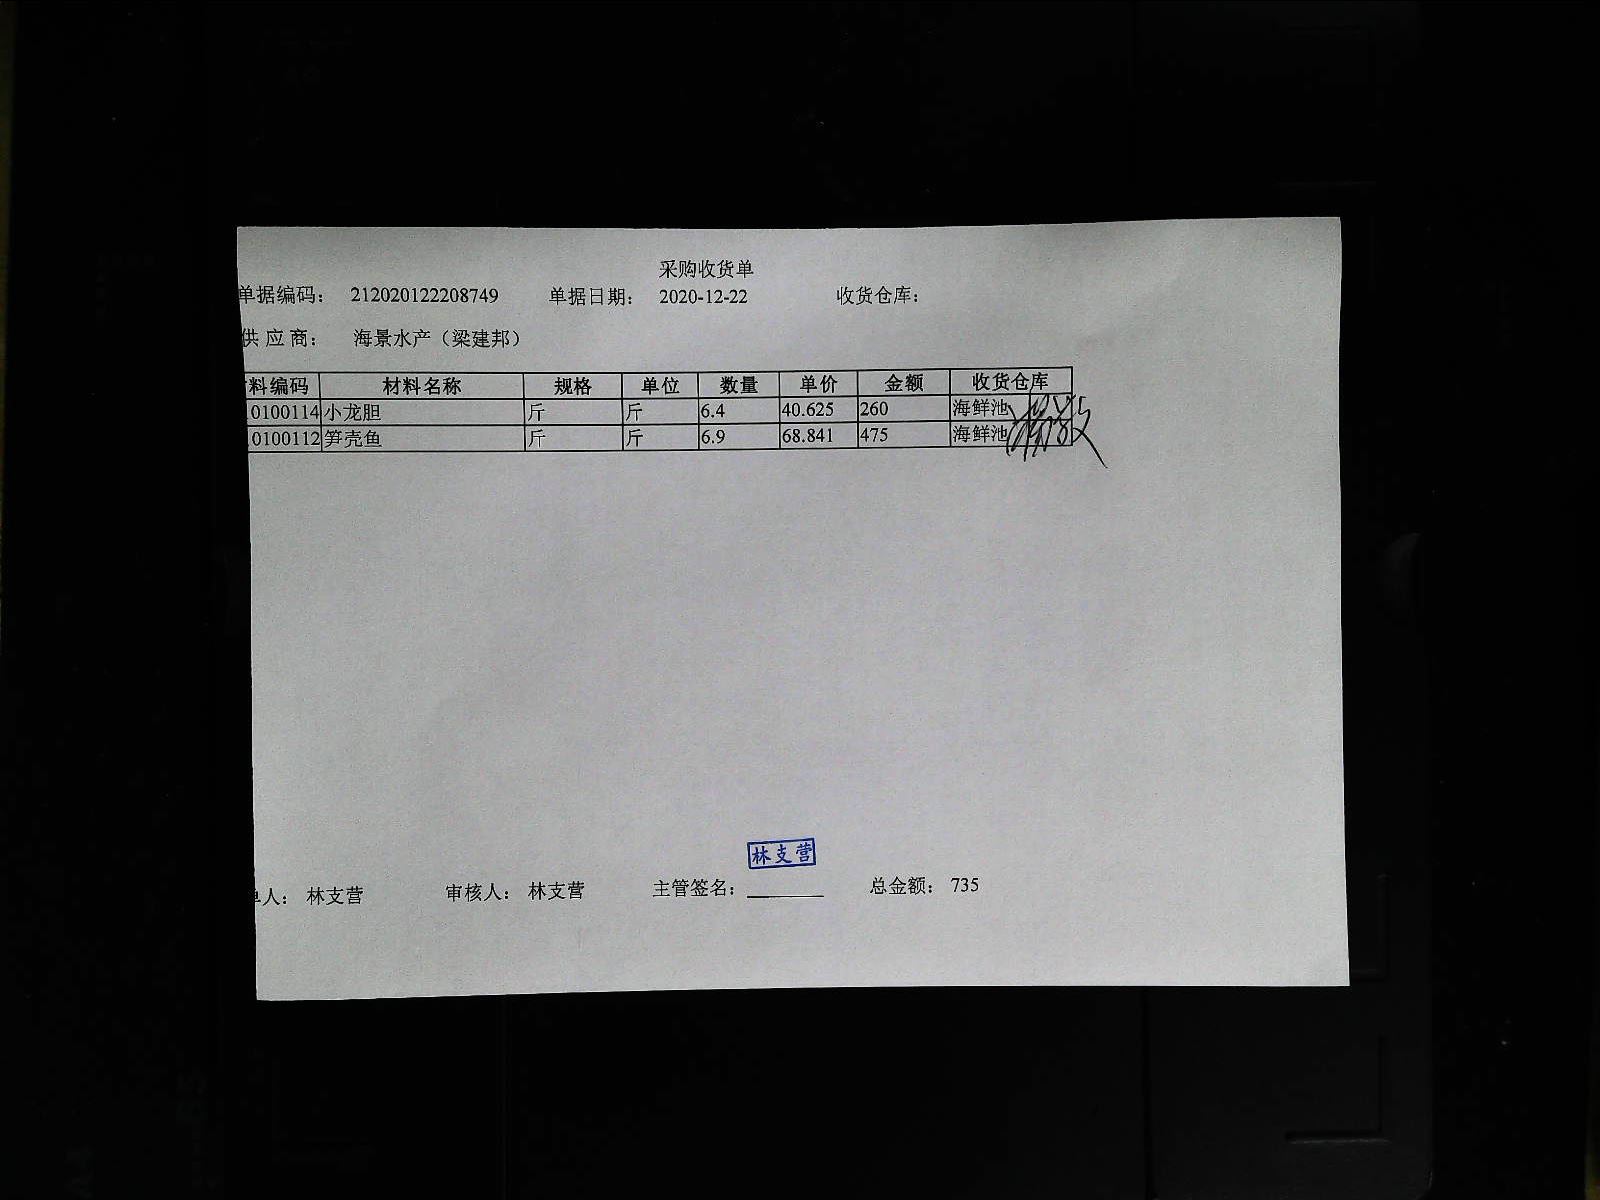 采购收货单
单据编码： 212020122208749 单据日期： 2020-12-22 收货仓库：
供 应 商： 海景水产（梁建邦）
料编码 材料名称 规格 单位 数量 单价 金额 收货仓库
0100114 小龙胆 斤 斤 6.4 40.625 260 海鲜池
0100112 笋壳鱼 斤 斤 6.9 68.841 475 海鲜池
林支营
人： 林支营 审核人： 林支营 主管签名： 总金额： 735